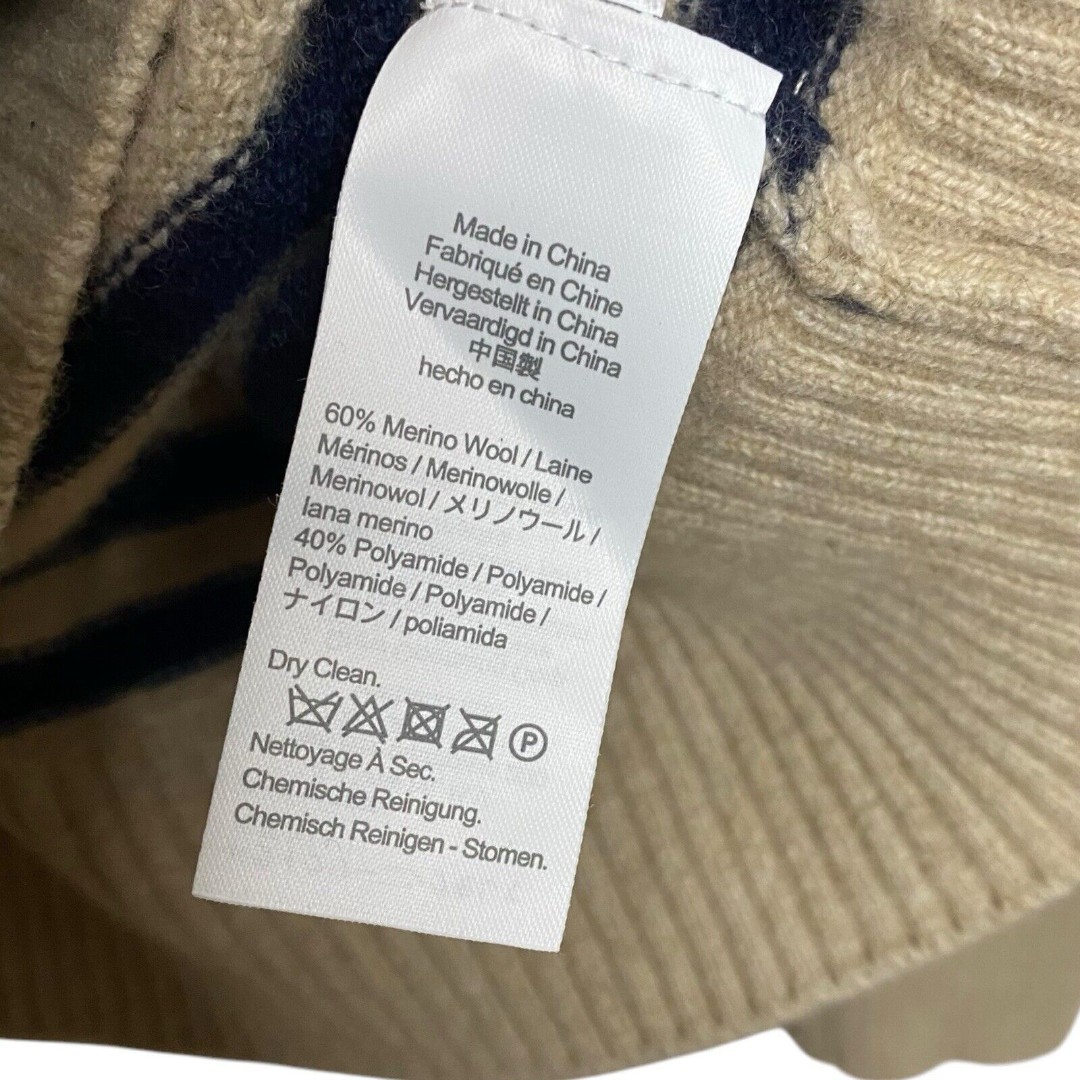 Made in China
Fabriqué en Chine
Hergestellt in China
Vervaardigd in China
中国製
hecho en china
60% Merino Wool / Laine
Mérinos / Merinowolle /
Merinowol / メリノウール /
lana merino
40% Polyamide / Polyamide /
Polyamide / Polyamide /
ナイロン / poliamida
Dry Clean.
P
Nettoyage À Sec.
Chemische Reinigung.
Chemisch Reinigen - Stomen.